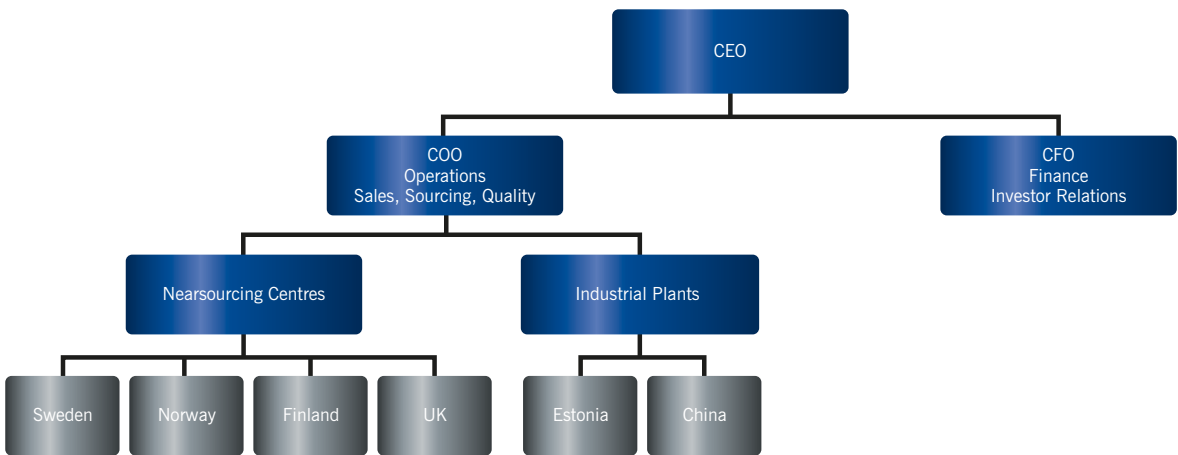 CEO
COO
Operations
Sales, Sourcing, Quality
CFO
Finance
Investor Relations
Nearsourcing Centres
Industrial Plants
Sweden
Norway
Finland
UK
Estonia
China